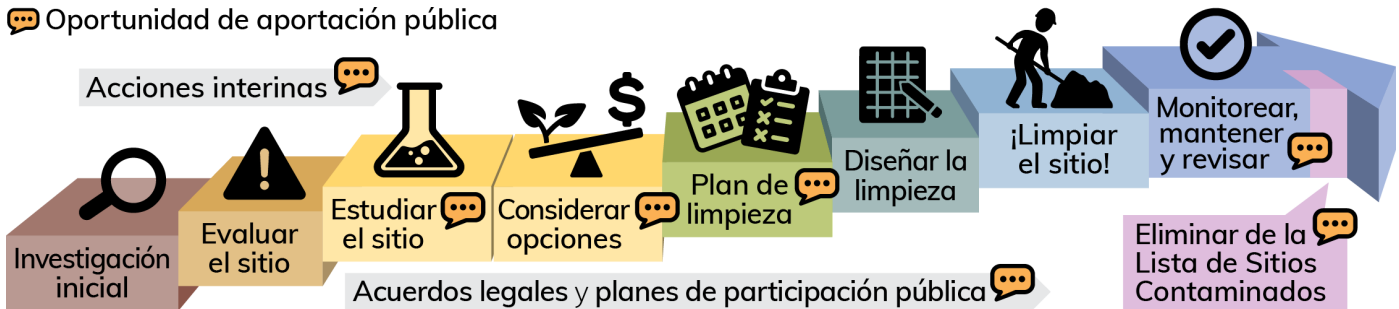 Oportunidad de aportación pública
Acciones interinas
Investigación
inicial
Evaluar
el sitio
Estudiar
el sitio
Considerar
opciones
Plan de
limpieza
Diseñar la
limpieza
¡Limpiar
el sitio!
Monitorear,
mantener
y revisar
Eliminar de la
Lista de Sitios
Contaminados
Acuerdos legales y planes de participación pública